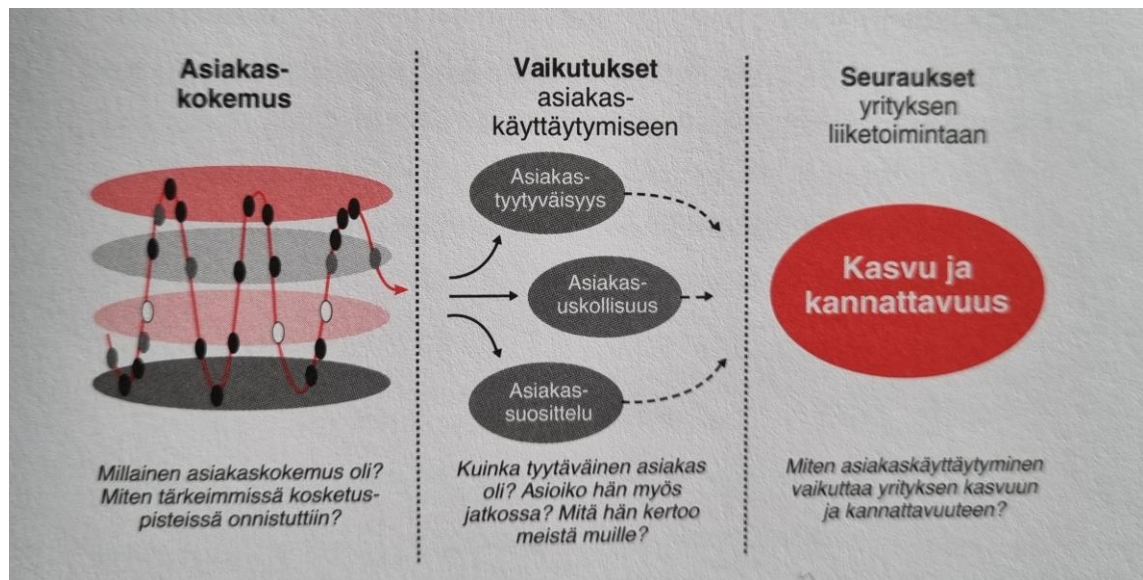 Asiakas-
kokemus
Millainen asiakaskokemus oli?
Miten tärkeimmissä kosketus-
pisteissä onnistuttiin?
Vaikutukset
asiakas-
käyttäytymiseen
Asiakas-
tyytyväisyys
Asiakas-
uskollisuus
Asiakas-
suosittelu
Kuinka tyytäväinen asiakas
oli? Asioiko hän myös
jatkossa? Mitä hän kertoo
meistä muille?
Seuraukset
yrityksen
liiketoimintaan
Kasvu ja
kannattavuus
Miten asiakaskäyttäytyminen
vaikuttaa yrityksen kasvuun
ja kannattavuuteen?